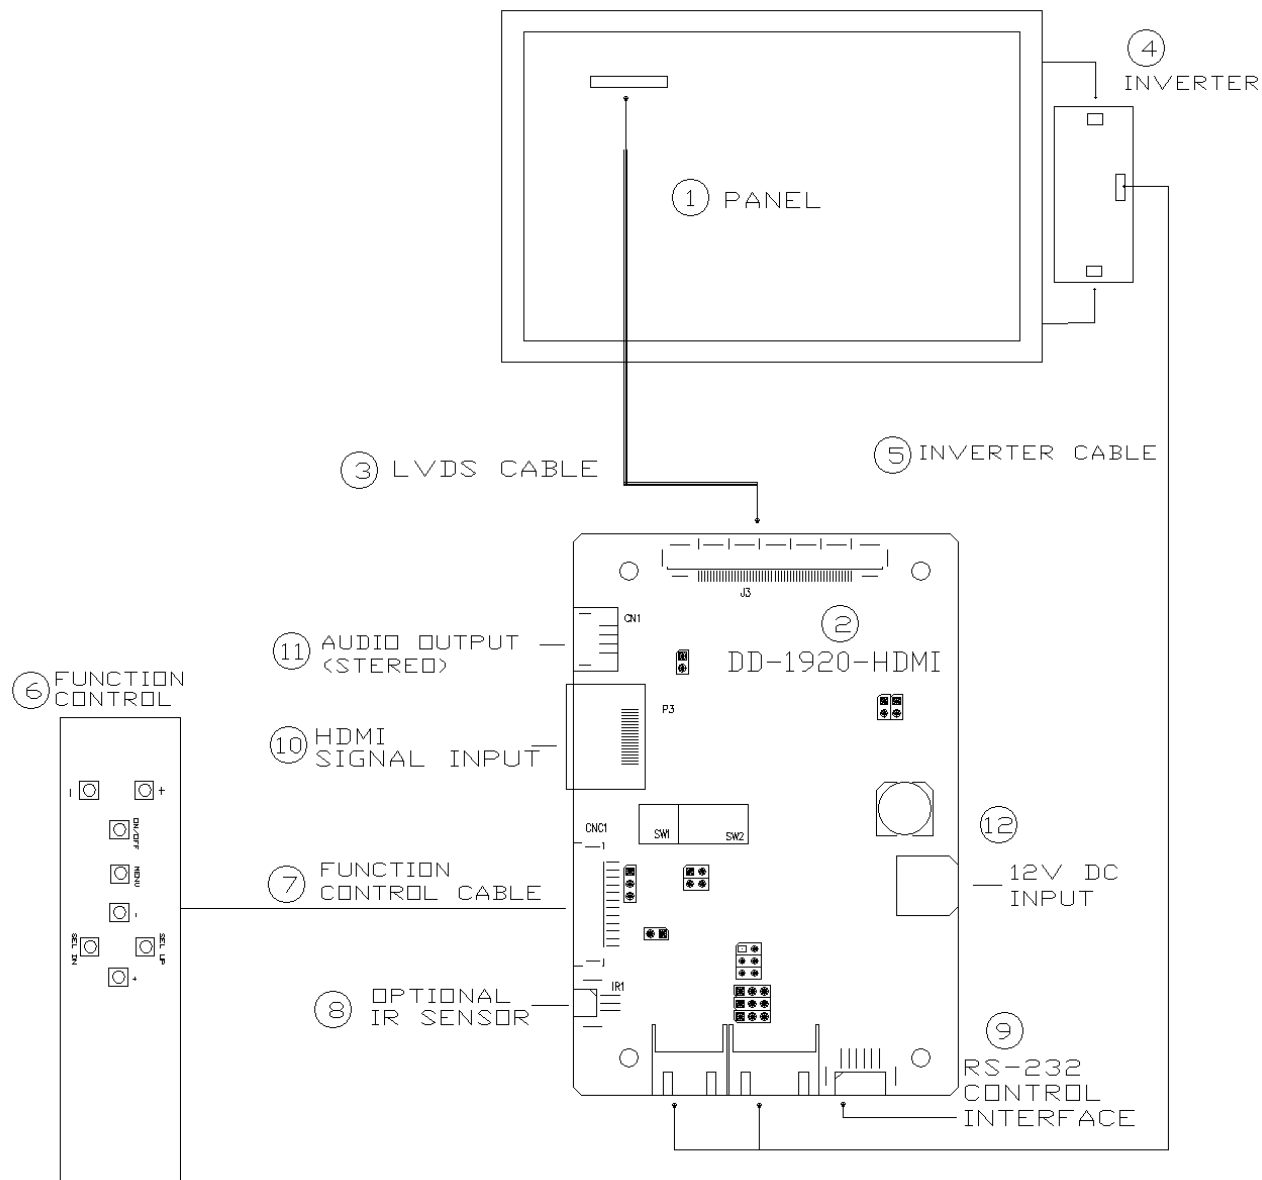 4
INVERTER
1 PANEL
3 LVDS CABLE
5 INVERTER CABLE
J3
CN1
2
DD-1920-HDMI
11 AUDIO OUTPUT
(STEREO)
6 FUNCTION
CONTROL
P3
10 HDMI
SIGNAL INPUT
- +
ON/OFF
MENU
-
SEL DN
SEL UP
+
CNC1
SW1 SW2
12
12V DC
INPUT
7 FUNCTION
CONTROL CABLE
IR1
8 OPTIONAL
IR SENSOR
9
RS-232
CONTROL
INTERFACE